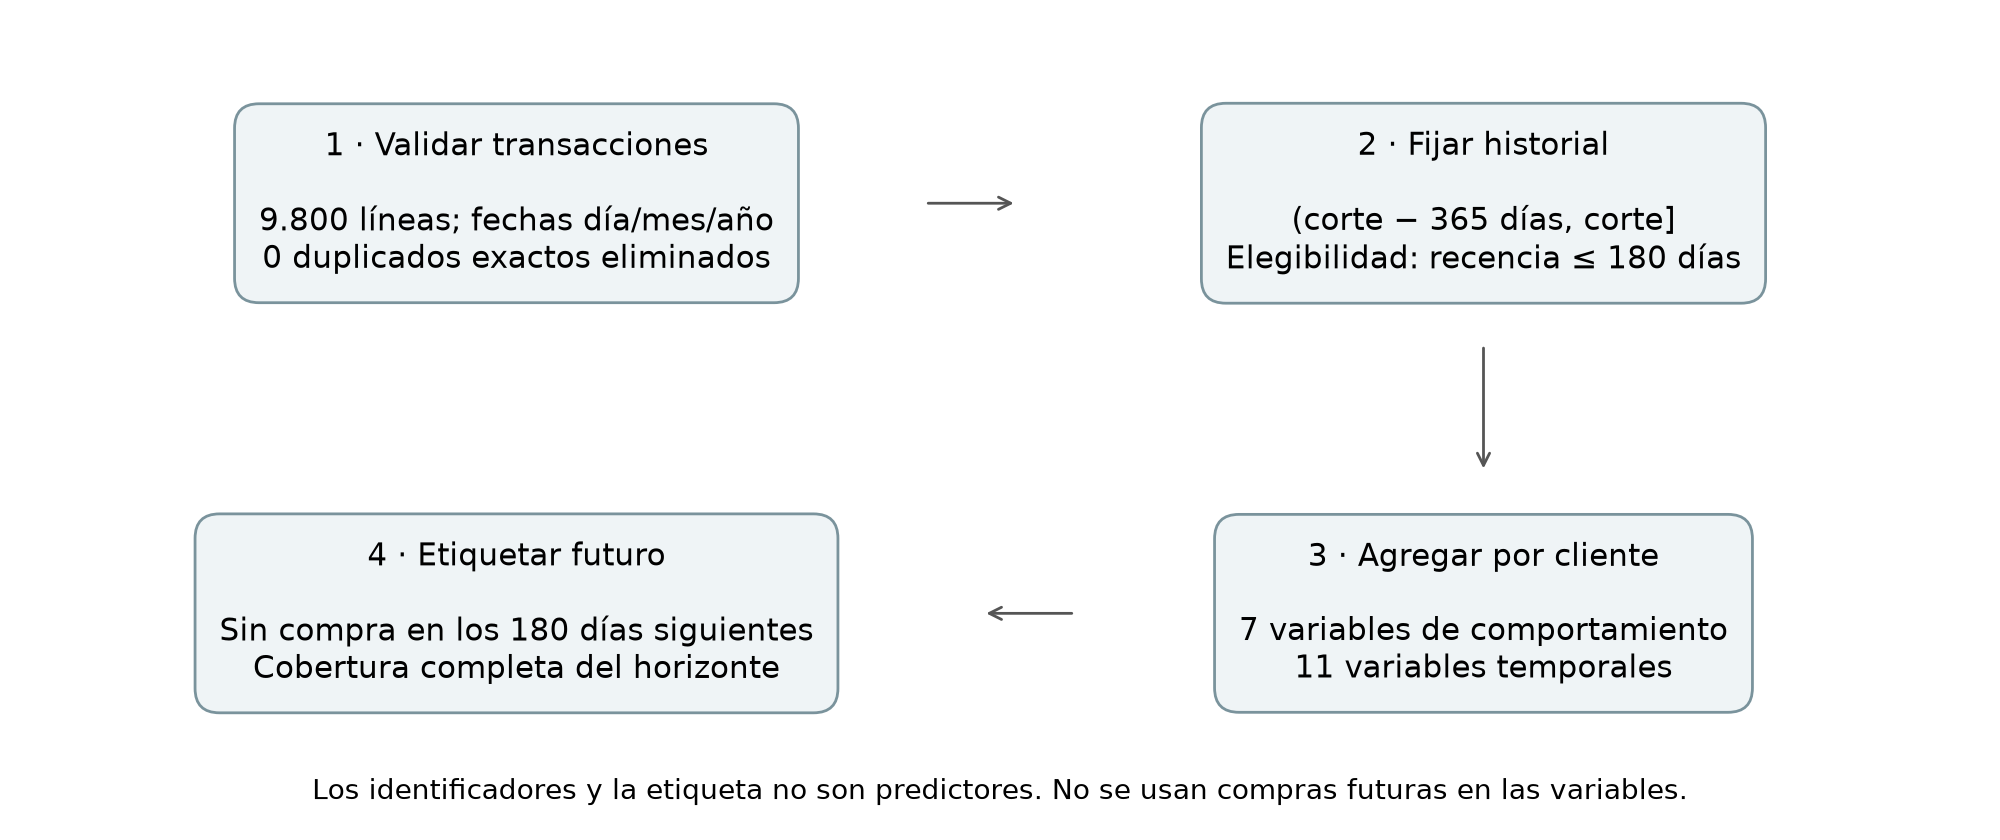 1 · Validar transacciones
9.800 líneas; fechas día/mes/año
0 duplicados exactos eliminados
2 · Fijar historial
(corte − 365 días, corte]
Elegibilidad: recencia ≤ 180 días
3 · Agregar por cliente
7 variables de comportamiento
11 variables temporales
4 · Etiquetar futuro
Sin compra en los 180 días siguientes
Cobertura completa del horizonte
Los identificadores y la etiqueta no son predictores. No se usan compras futuras en las variables.